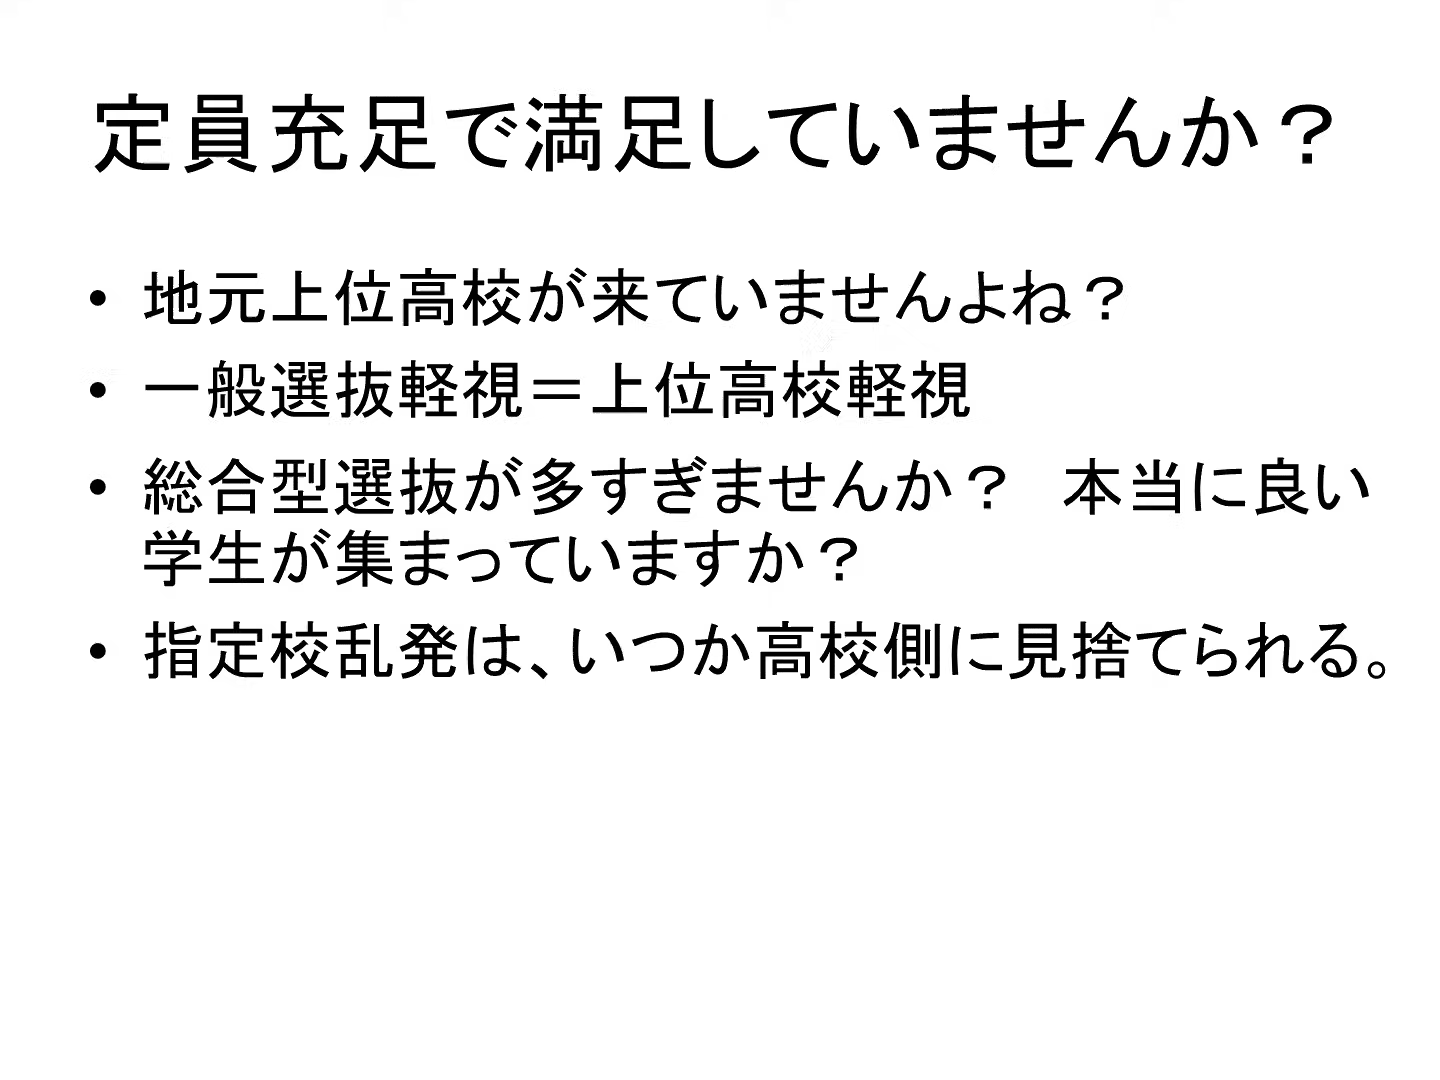 定員充足で満足していませんか？
• 地元上位高校が来ていませんよね？
• 一般選抜軽視＝上位高校軽視
• 総合型選抜が多すぎませんか？　本当に良い
学生が集まっていますか？
• 指定校乱発は、いつか高校側に見捨てられる。